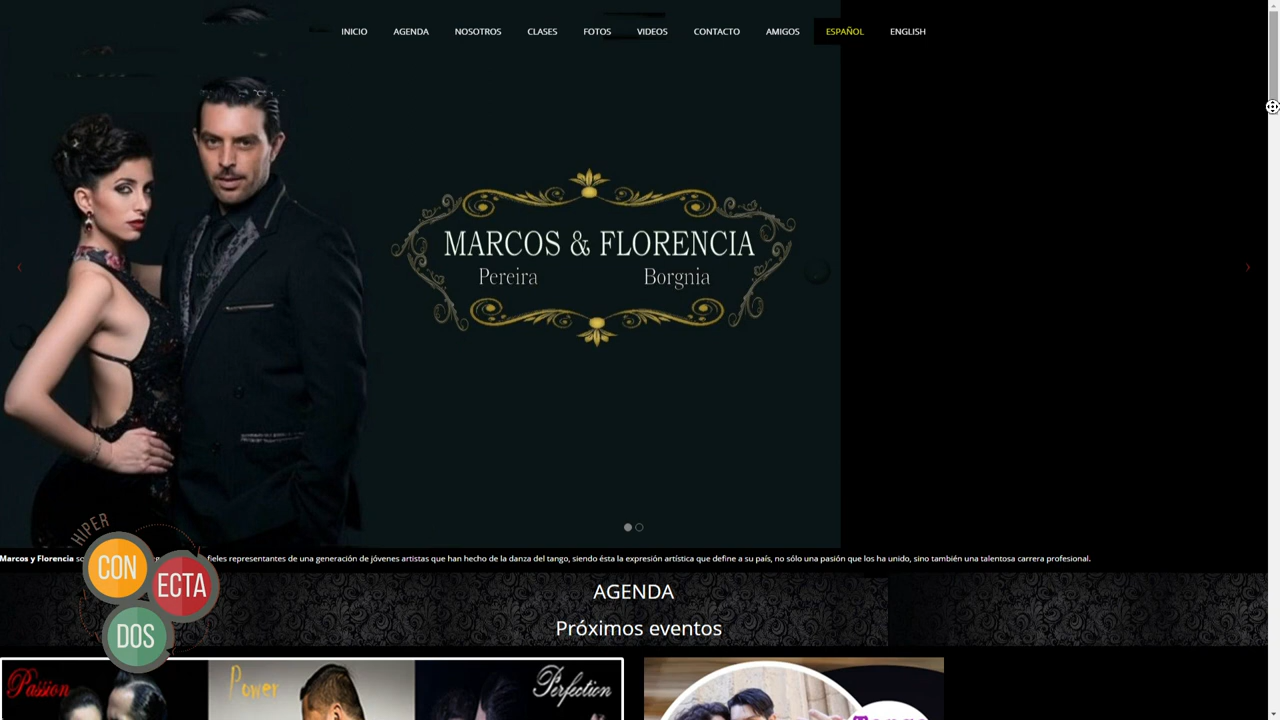 INICIO AGENDA NOSOTROS CLASES FOTOS VIDEOS CONTACTO AMIGOS ESPAÑOL ENGLISH
MARCOS & FLORENCIA
Pereira Borgnia
HIPER
CON
ECTA
DOS
Marcos y Florencia
fieles representantes de una generación de jóvenes artistas que han hecho de la danza del tango, siendo ésta la expresión artística que define a su país, no sólo una pasión que los ha unido, sino también una talentosa carrera profesional.
AGENDA
Próximos eventos
Passion Power Perfection